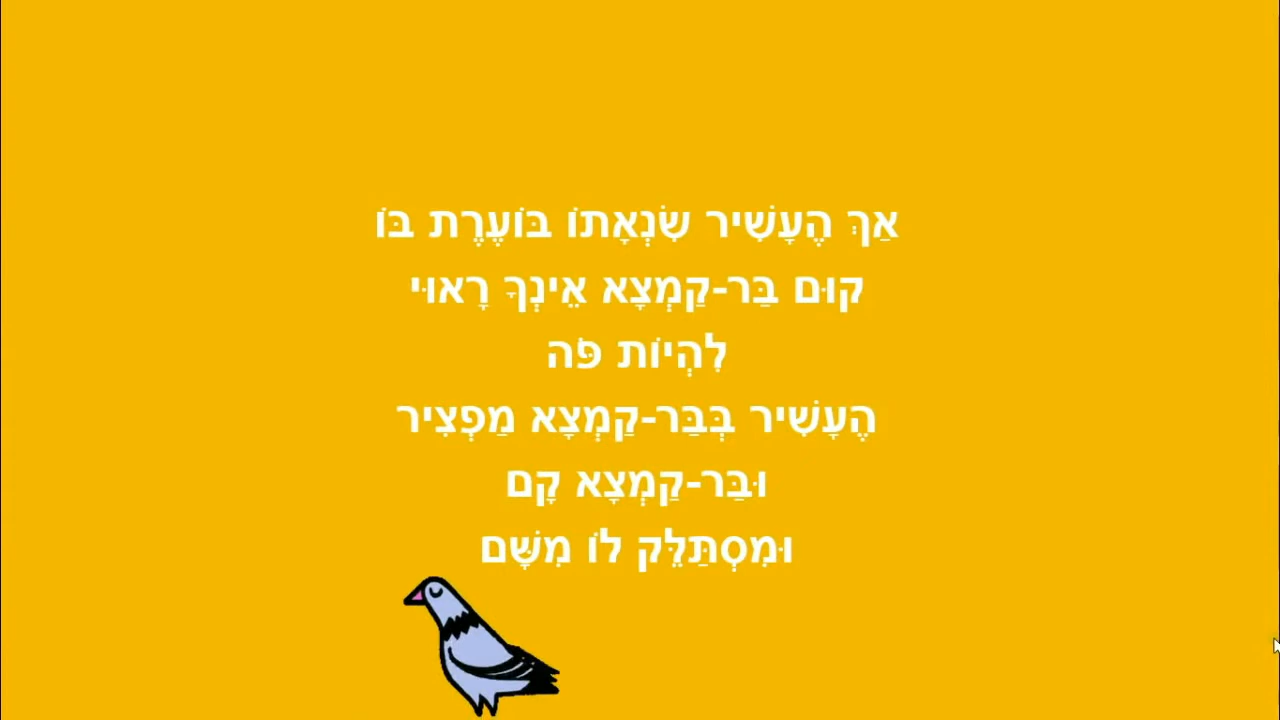 אַךְ הֶעָשִׁיר שִׂנְאָתוֹ בּוֹעֶרֶת בּוֹ
קוּם בַּר-קַמְצָא אֵינְךָ רָאוּי
לִהְיוֹת פֹּה
הֶעָשִׁיר בְּבַּר-קַמְצָא מַפְצִיר
וּבַּר-קַמְצָא קָם
וּמִסְתַּלֵּק לוֹ מִשָּׁם